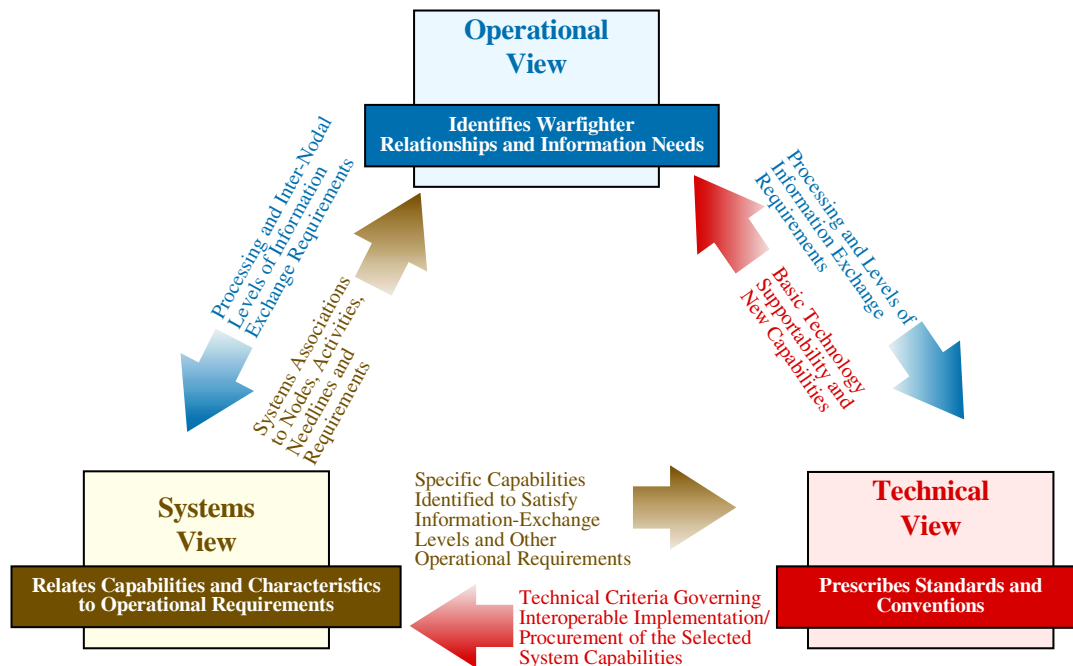 Operational
View
Identifies Warfighter
Relationships and Information Needs
Processing and Inter-Nodal
Levels of Information
Exchange Requirements
Systems Associations
to Nodes, Activities,
Needlines and
Requirements
Processing and Levels of
Information Exchange
Requirements
Basic Technology
Supportability and
New Capabilities
Systems
View
Relates Capabilities and Characteristics
to Operational Requirements
Specific Capabilities
Identified to Satisfy
Information-Exchange
Levels and Other
Operational Requirements
Technical Criteria Governing
Interoperable Implementation/
Procurement of the Selected
System Capabilities
Technical
View
Prescribes Standards and
Conventions